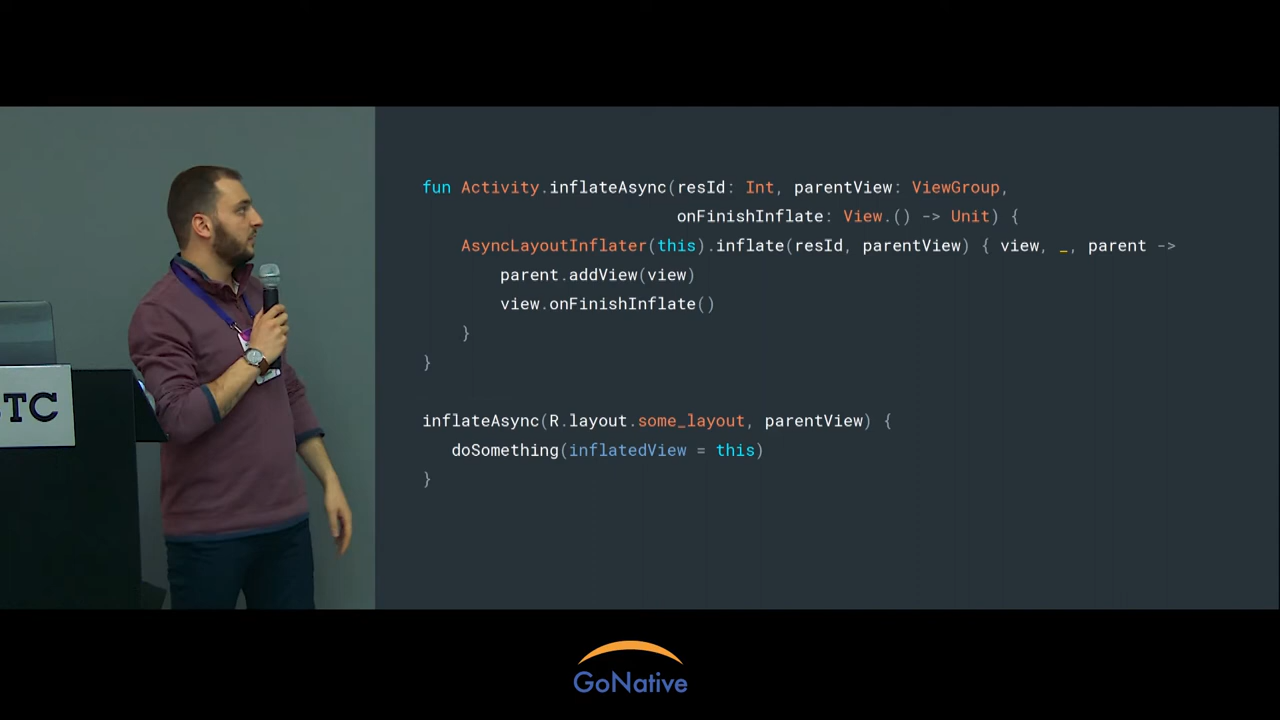 fun Activity.inflateAsync(resId: Int, parentView: ViewGroup,
onFinishInflate: View.() -> Unit) {
AsyncLayoutInflater(this).inflate(resId, parentView) { view, _, parent ->
parent.addView(view)
view.onFinishInflate()
}
}
inflateAsync(R.layout.some_layout, parentView) {
doSomething(inflatedView = this)
}
TC
GoNative